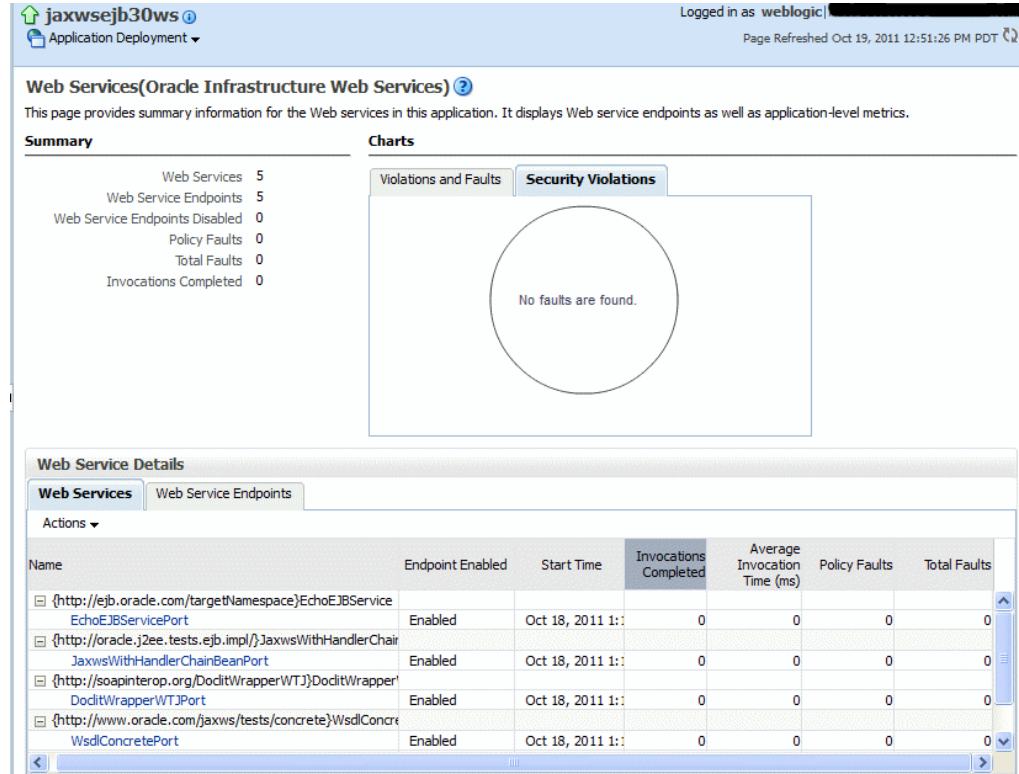 jaxwsejb30ws
Logged in as weblogic|
Application Deployment
Page Refreshed Oct 19, 2011 12:51:26 PM PDT
Web Services(Oracle Infrastructure Web Services)
This page provides summary information for the Web services in this application. It displays Web service endpoints as well as application-level metrics.
Summary
Charts
Web Services 5
Web Service Endpoints 5
Web Service Endpoints Disabled 0
Policy Faults 0
Total Faults 0
Invocations Completed 0
Violations and Faults Security Violations
No faults are found.
Web Service Details
Web Services Web Service Endpoints
Actions
Name Endpoint Enabled Start Time Invocations Completed Average Invocation Time (ms) Policy Faults Total Faults
{http://ejb.oracle.com/targetNamespace}EchoEJBService
EchoEJBServicePort Enabled Oct 18, 2011 1:1 0 0 0 0
{http://oracle.j2ee.tests.ejb.impl/}JaxwsWithHandlerChair
JaxwsWithHandlerChainBeanPort Enabled Oct 18, 2011 1:1 0 0 0 0
{http://soapinterop.org/DoclitWrapperWTJ}DoclitWrapper
DoclitWrapperWTJPort Enabled Oct 18, 2011 1:1 0 0 0 0
{http://www.oracle.com/jaxws/tests/concrete}WsdlConcre
WsdlConcretePort Enabled Oct 18, 2011 1:1 0 0 0 0